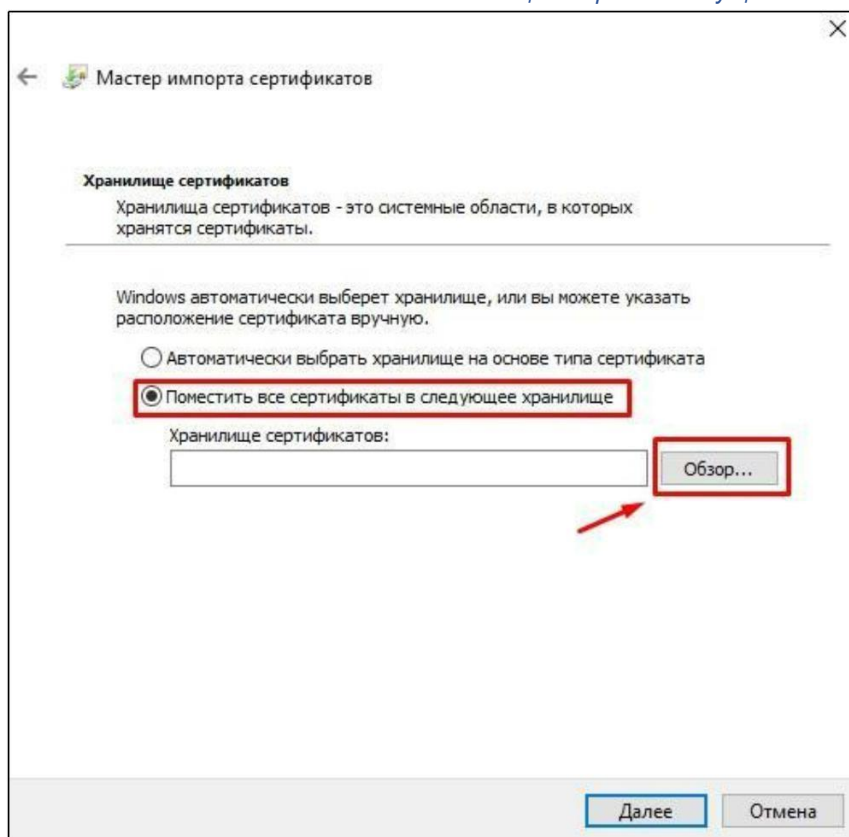 Мастер импорта сертификатов
Хранилище сертификатов
Хранилища сертификатов - это системные области, в которых
хранятся сертификаты.
Windows автоматически выберет хранилище, или вы можете указать
расположение сертификата вручную.
Автоматически выбрать хранилище на основе типа сертификата
Поместить все сертификаты в следующее хранилище
Хранилище сертификатов:
Обзор...
Далее
Отмена